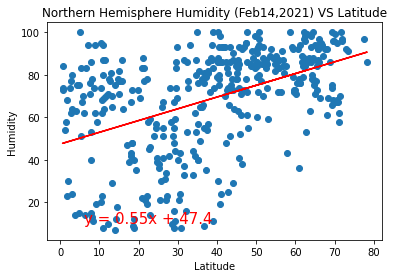 Northern Hemisphere Humidity (Feb14,2021) VS Latitude
100
80
60
40
20
Humidity
y = 0.55x + 47.4
0 10 20 30 40 50 60 70 80
Latitude